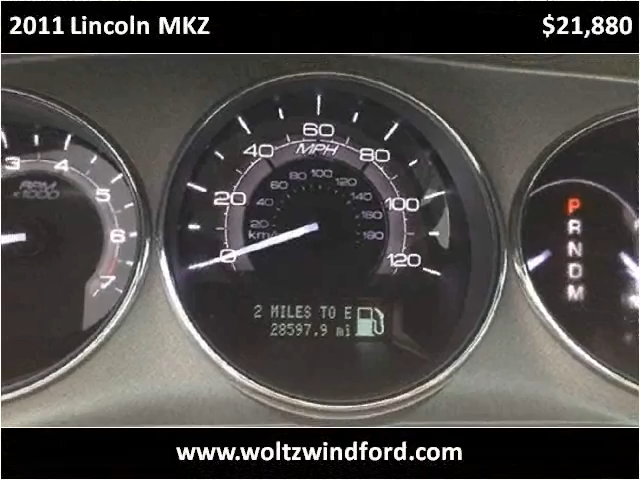 2011 Lincoln MKZ $21,880
3 4 5 6 7
RPM
x1000
0 20 40 60 80 100 120
MPH
20 40 60 80 100 120 140 160 180
km/h
2 MILES TO E
28597.9 mi
P
R
N
D
M
www.woltzwindford.com